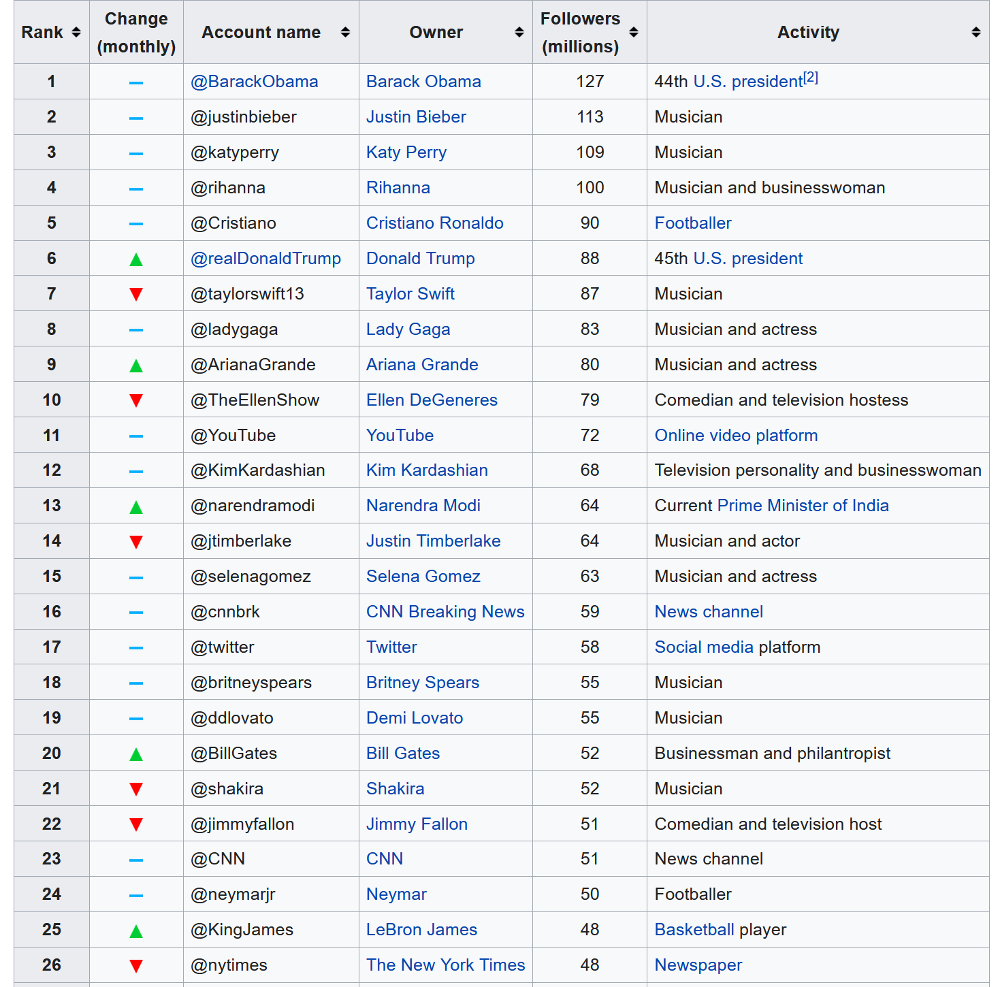 Rank Change (monthly) Account name Owner Followers (millions) Activity
1 @BarackObama Barack Obama 127 44th U.S. president[2]
2 @justinbieber Justin Bieber 113 Musician
3 @katyperry Katy Perry 109 Musician
4 @rihanna Rihanna 100 Musician and businesswoman
5 @Cristiano Cristiano Ronaldo 90 Footballer
6 ▲ @realDonaldTrump Donald Trump 88 45th U.S. president
7 ▼ @taylorswift13 Taylor Swift 87 Musician
8 @ladygaga Lady Gaga 83 Musician and actress
9 ▲ @ArianaGrande Ariana Grande 80 Musician and actress
10 ▼ @TheEllenShow Ellen DeGeneres 79 Comedian and television hostess
11 @YouTube YouTube 72 Online video platform
12 @KimKardashian Kim Kardashian 68 Television personality and businesswoman
13 ▲ @narendramodi Narendra Modi 64 Current Prime Minister of India
14 ▼ @jtimberlake Justin Timberlake 64 Musician and actor
15 @selenagomez Selena Gomez 63 Musician and actress
16 @cnnbrk CNN Breaking News 59 News channel
17 @twitter Twitter 58 Social media platform
18 @britneyspears Britney Spears 55 Musician
19 @ddlovato Demi Lovato 55 Musician
20 ▲ @BillGates Bill Gates 52 Businessman and philantropist
21 ▼ @shakira Shakira 52 Musician
22 ▼ @jimmyfallon Jimmy Fallon 51 Comedian and television host
23 @CNN CNN 51 News channel
24 @neymarjr Neymar 50 Footballer
25 ▲ @KingJames LeBron James 48 Basketball player
26 ▼ @nytimes The New York Times 48 Newspaper